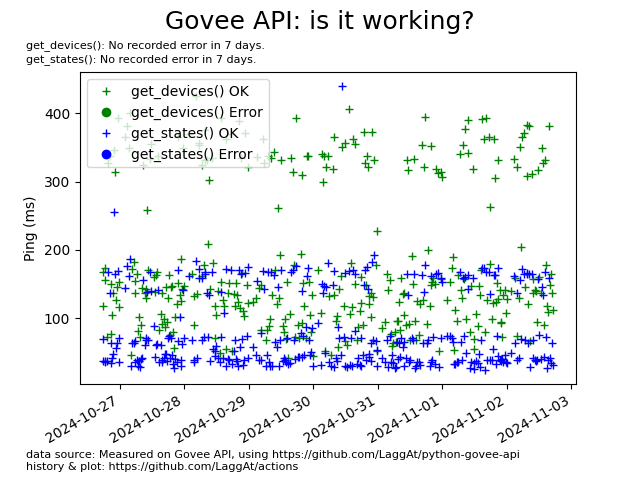 Govee API: is it working?
get_devices(): No recorded error in 7 days.
get_states(): No recorded error in 7 days.
get_devices() OK
get_devices() Error
get_states() OK
get_states() Error
Ping (ms)
400
300
200
100
2024-10-27
2024-10-28
2024-10-29
2024-10-30
2024-10-31
2024-11-01
2024-11-02
2024-11-03
data source: Measured on Govee API, using https://github.com/LaggAt/python-govee-api
history & plot: https://github.com/LaggAt/actions